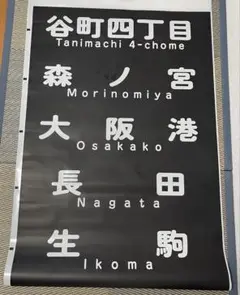 谷町四丁目
Tanimachi 4-chome
森ノ宮
Morinomiya
大阪港
Osakako
長田
Nagata
生駒
Ikoma